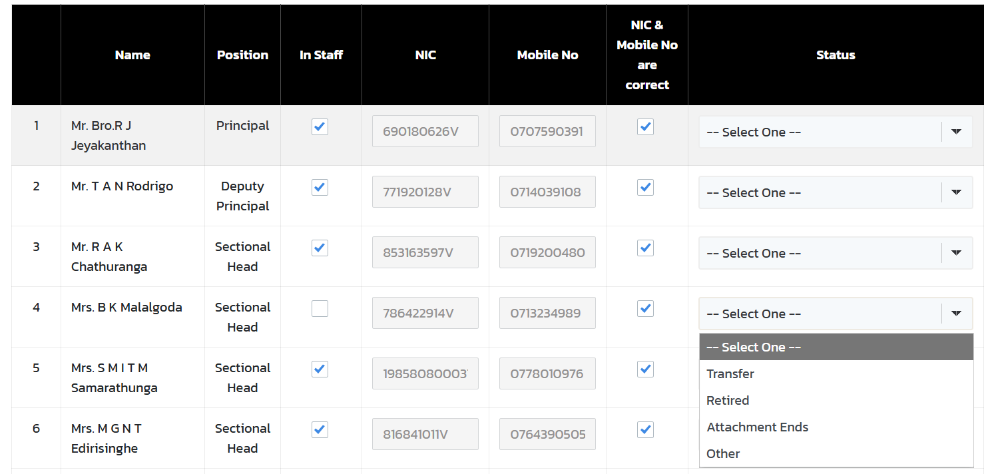 Name
Position
In Staff
NIC
Mobile No
NIC &
Mobile No
are
correct
Status
1
Mr. Bro.R J
Jeyakanthan
Principal
690180626V
0707590391
-- Select One --
2
Mr. T A N Rodrigo
Deputy
Principal
771920128V
0714039108
-- Select One --
3
Mr. R A K
Chathuranga
Sectional
Head
853163597V
0719200480
-- Select One --
4
Mrs. B K Malalgoda
Sectional
Head
786422914V
0713234989
-- Select One --
-- Select One --
Transfer
Retired
Attachment Ends
Other
5
Mrs. S M I T M
Samarathunga
Sectional
Head
19858080003
0778010976
6
Mrs. M G N T
Edirisinghe
Sectional
Head
816841011V
0764390505